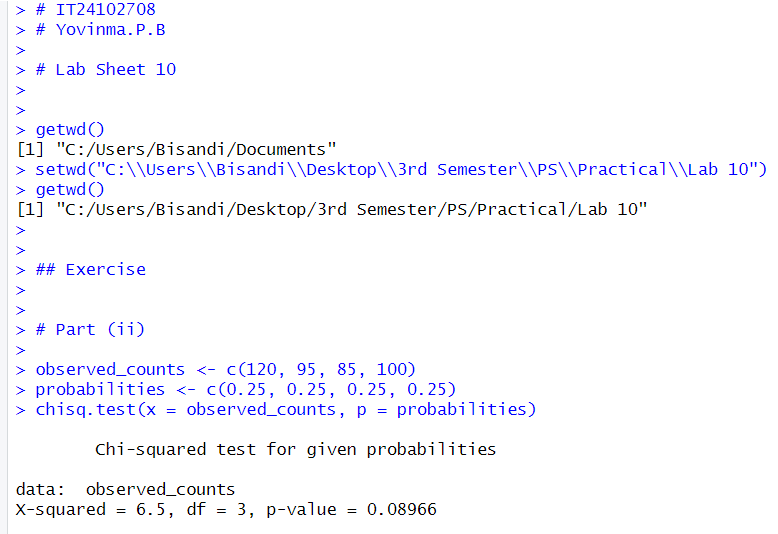 > # IT24102708
> # Yovinma.P.B
>
> # Lab Sheet 10
>
>
> getwd()
[1] "C:/Users/Bisandi/Documents"
> setwd("C:\\Users\\Bisandi\\Desktop\\3rd Semester\\PS\\Practical\\Lab 10")
> getwd()
[1] "C:/Users/Bisandi/Desktop/3rd Semester/PS/Practical/Lab 10"
>
>
> ## Exercise
>
>
> # Part (ii)
>
> observed_counts <- c(120, 95, 85, 100)
> probabilities <- c(0.25, 0.25, 0.25, 0.25)
> chisq.test(x = observed_counts, p = probabilities)
Chi-squared test for given probabilities
data:  observed_counts
X-squared = 6.5, df = 3, p-value = 0.08966